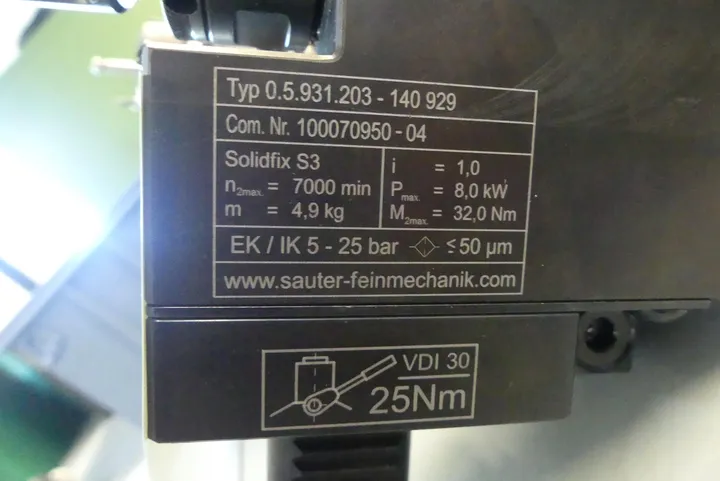 Typ 0.5.931.203 - 140 929
Com. Nr. 100070950 - 04
Solidfix S3
n2max. = 7000 min
m = 4,9 kg
i = 1,0
Pmax. = 8,0 kW
M2max. = 32,0 Nm
EK / IK 5 - 25 bar ≤ 50 µm
www.sauter-feinmechanik.com
VDI 30
25Nm